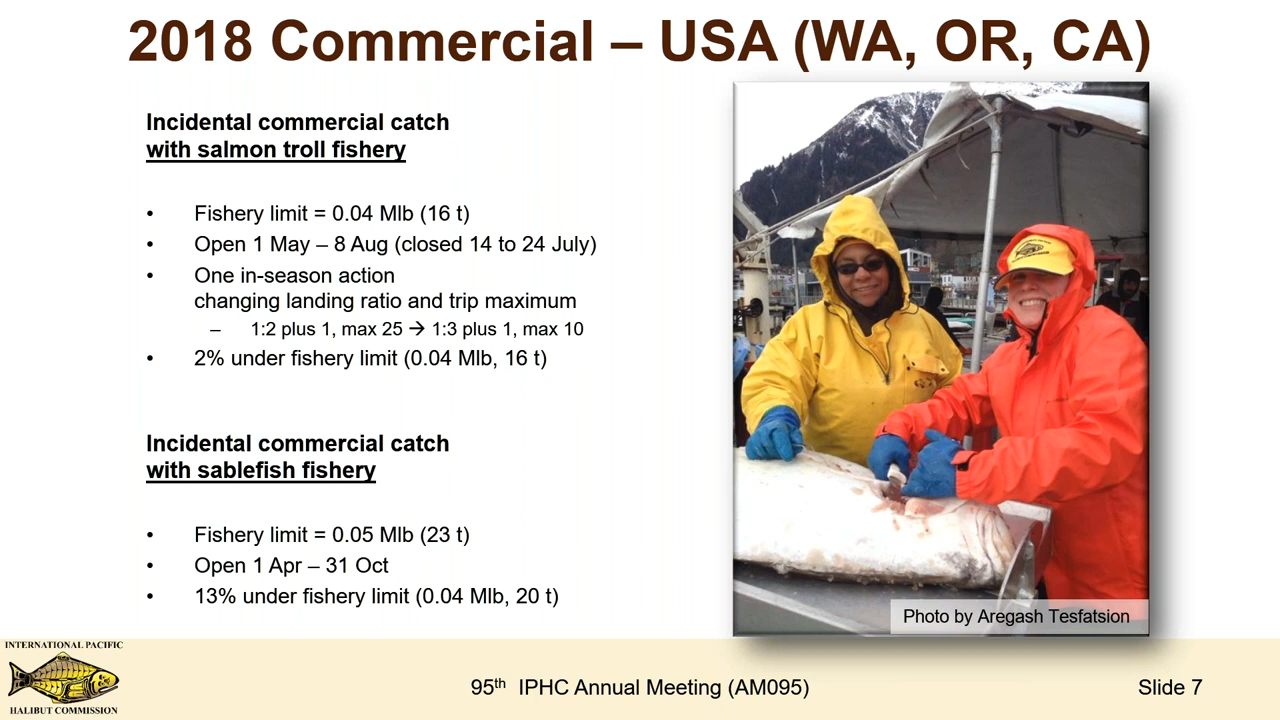 2018 Commercial – USA (WA, OR, CA)
Incidental commercial catch
with salmon troll fishery
• Fishery limit = 0.04 Mlb (16 t)
• Open 1 May – 8 Aug (closed 14 to 24 July)
• One in-season action
changing landing ratio and trip maximum
– 1:2 plus 1, max 25 → 1:3 plus 1, max 10
• 2% under fishery limit (0.04 Mlb, 16 t)
Incidental commercial catch
with sablefish fishery
• Fishery limit = 0.05 Mlb (23 t)
• Open 1 Apr – 31 Oct
• 13% under fishery limit (0.04 Mlb, 20 t)
Photo by Aregash Tesfatsion
INTERNATIONAL PACIFIC
HALIBUT COMMISSION
95th IPHC Annual Meeting (AM095)
Slide 7